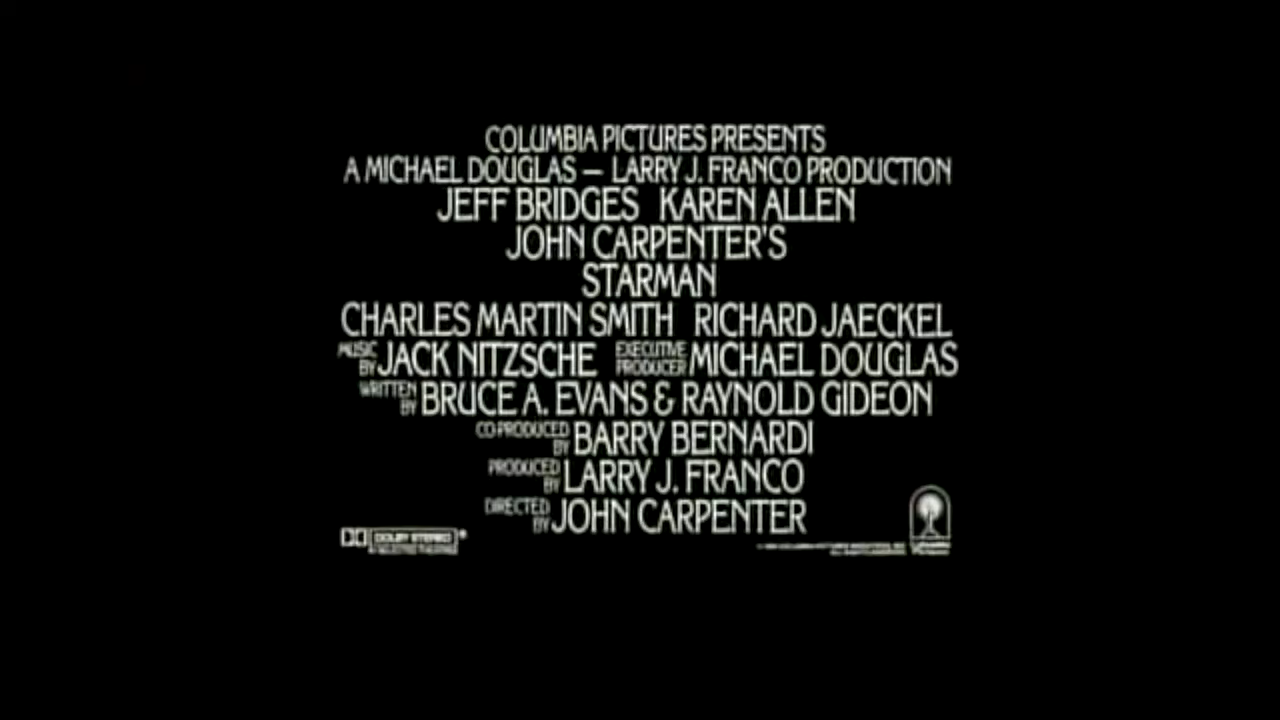 COLUMBIA PICTURES PRESENTS
A MICHAEL DOUGLAS — LARRY J. FRANCO PRODUCTION
JEFF BRIDGES KAREN ALLEN
JOHN CARPENTER'S
STARMAN
CHARLES MARTIN SMITH RICHARD JAECKEL
MUSIC BY JACK NITZSCHE EXECUTIVE PRODUCER MICHAEL DOUGLAS
WRITTEN BY BRUCE A. EVANS & RAYNOLD GIDEON
CO-PRODUCED BY BARRY BERNARDI
PRODUCED BY LARRY J. FRANCO
DIRECTED BY JOHN CARPENTER
DOLBY STEREO